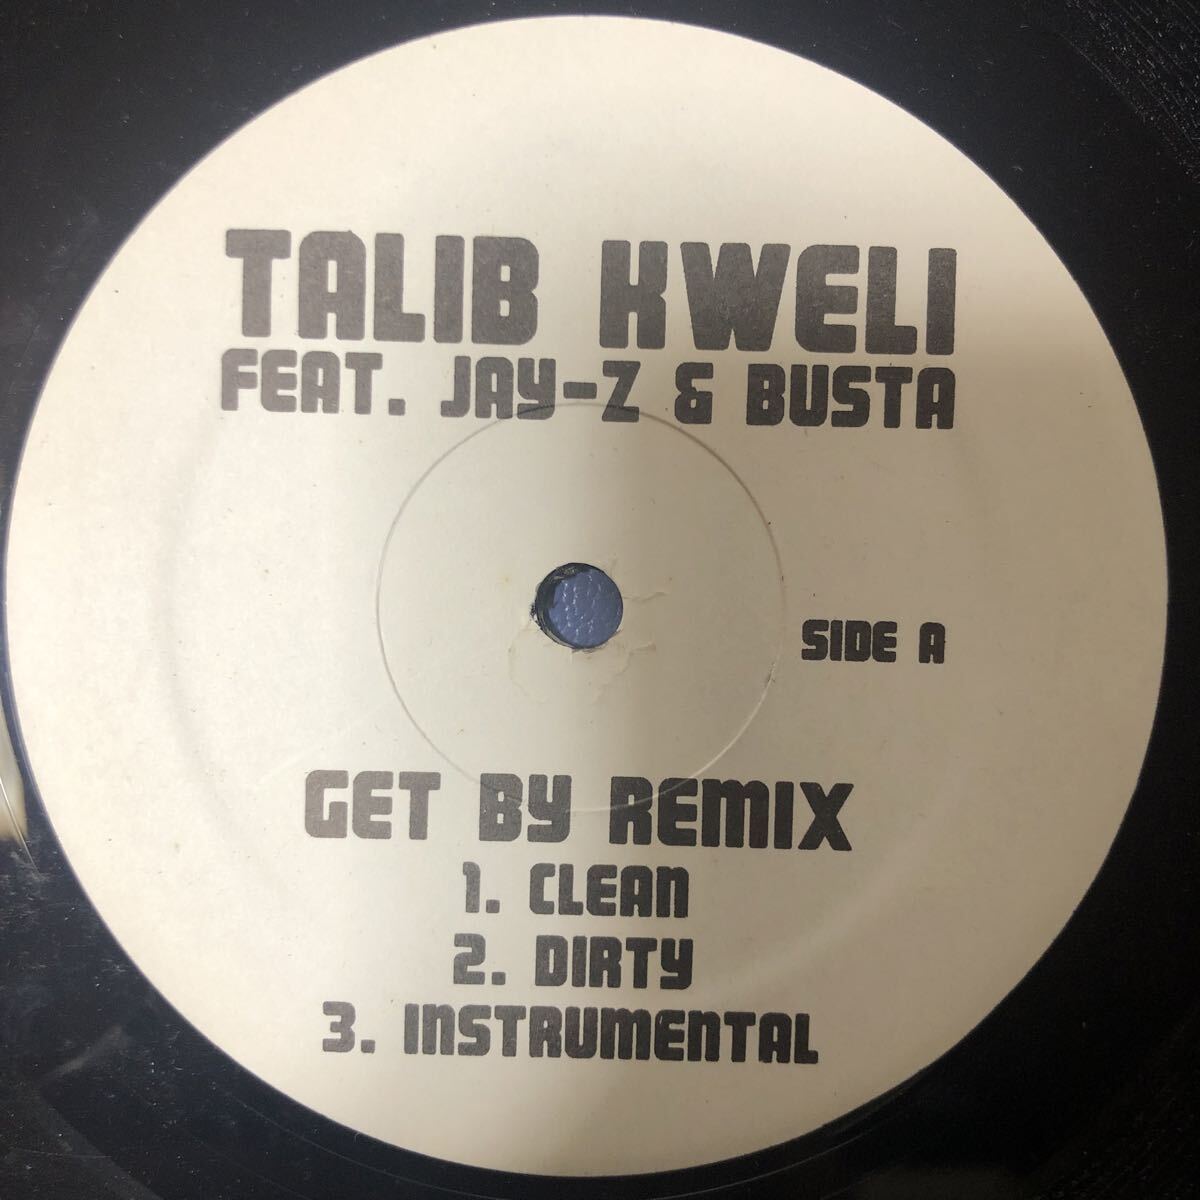 TALIB KWELI
FEAT. JAY-Z & BUSTA
SIDE A
GET BY REMIX
1. CLEAN
2. DIRTY
3. INSTRUMENTAL